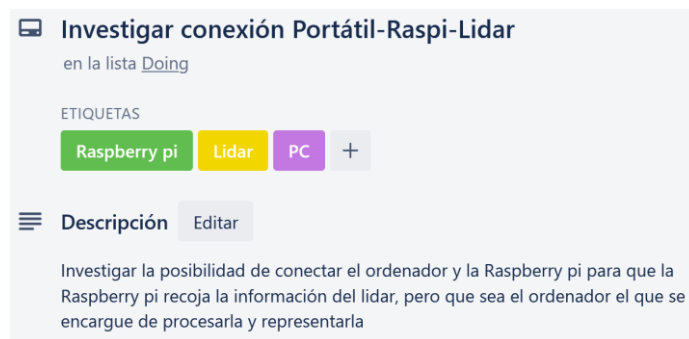 Investigar conexión Portátil-Raspi-Lidar
en la lista Doing
ETIQUETAS
Raspberry pi Lidar PC +
Descripción Editar
Investigar la posibilidad de conectar el ordenador y la Raspberry pi para que la
Raspberry pi recoja la información del lidar, pero que sea el ordenador el que se
encargue de procesarla y representarla